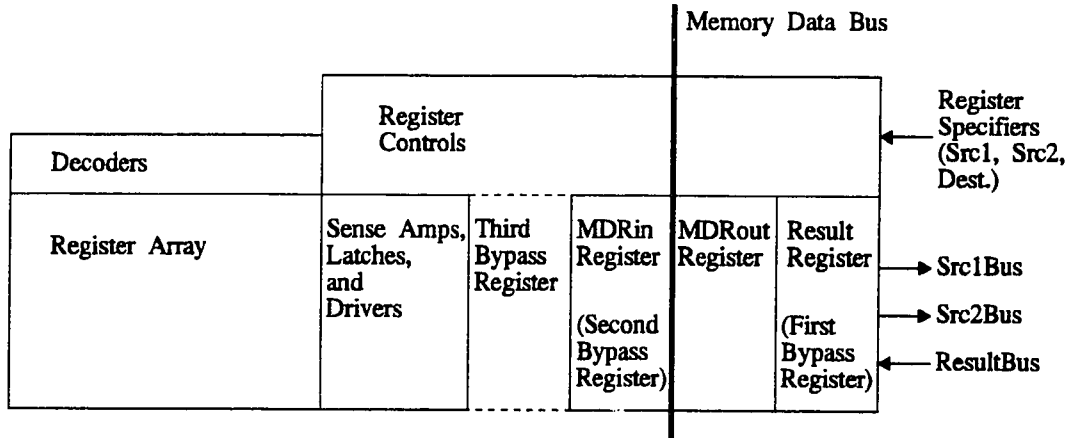 Memory Data Bus
Register
Controls
Register
Specifiers
(Src1, Src2,
Dest.)
Decoders
Register Array
Sense Amps,
Latches,
and
Drivers
Third
Bypass
Register
MDRin
Register
(Second
Bypass
Register)
MDRout
Register
Result
Register
(First
Bypass
Register)
Src1Bus
Src2Bus
ResultBus